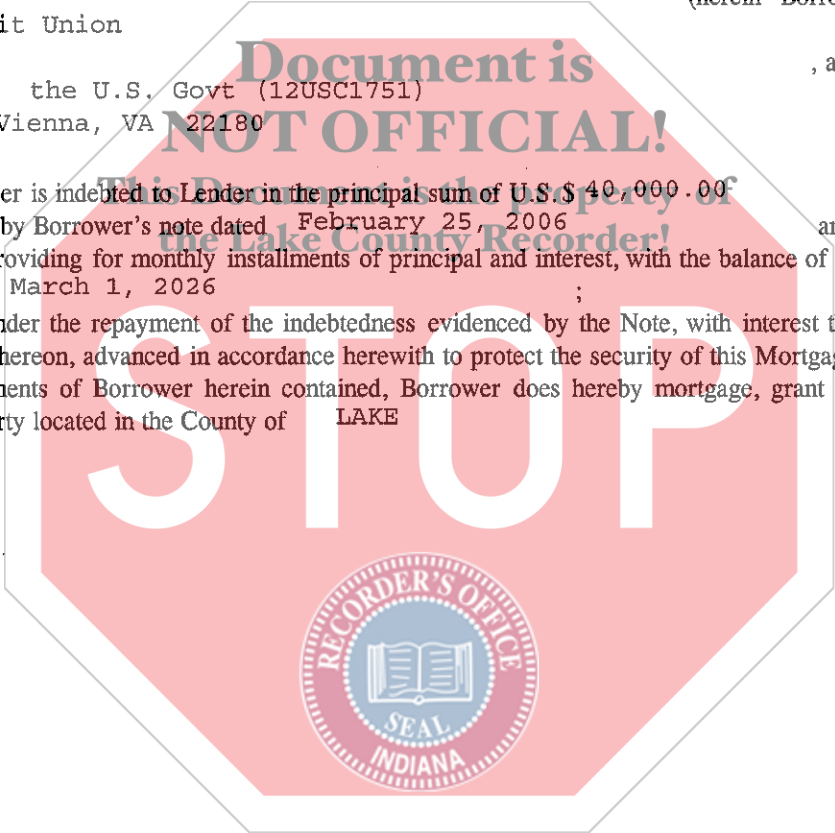 (herein "Borro
it Union
Document is
, a
the U.S. Govt (12USC1751)
Vienna, VA 22180
NOT OFFICIAL!
er is indebted to Lender in the principal sum of U.S.$ 40,000.00
This Document is the property of
by Borrower's note dated February 25, 2006 an
the Lake County Recorder!
roviding for monthly installments of principal and interest, with the balance of
March 1, 2026 ;
nder the repayment of the indebtedness evidenced by the Note, with interest t
hereon, advanced in accordance herewith to protect the security of this Mortgag
ents of Borrower herein contained, Borrower does hereby mortgage, grant
rty located in the County of LAKE
STOP
RECORDER'S OFFICE
SEAL
INDIANA